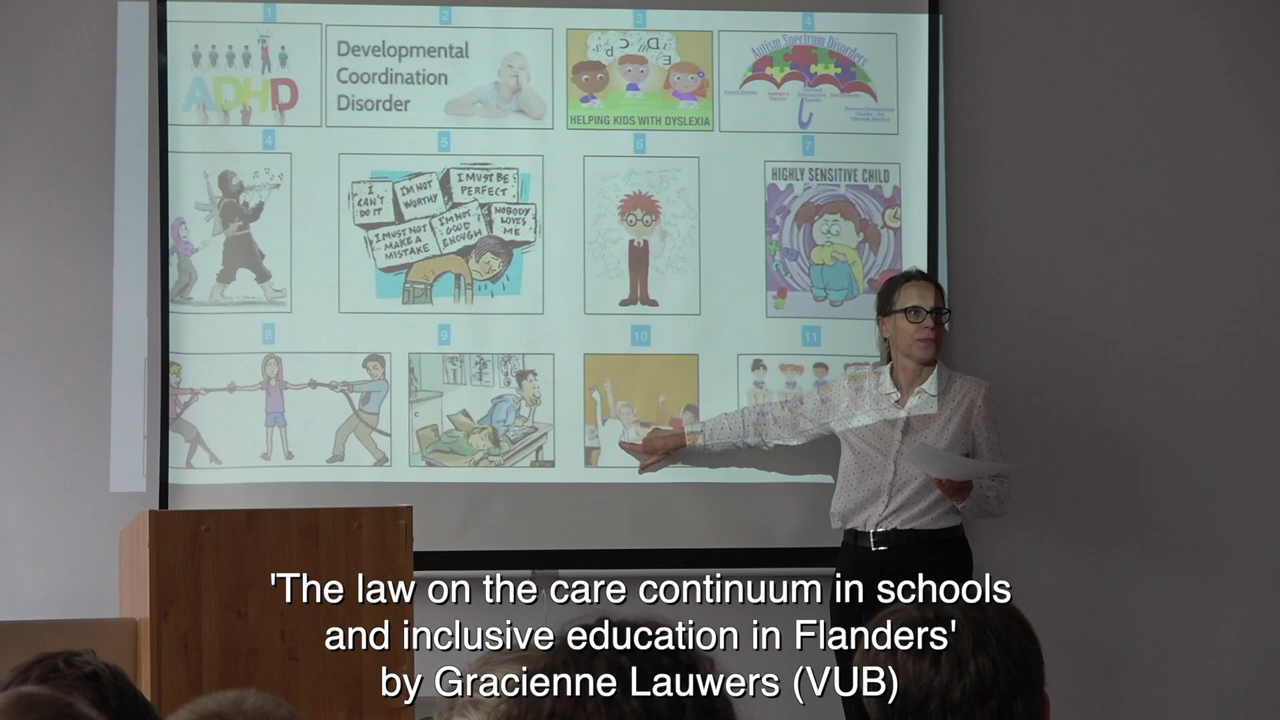 1
2
3
4
ADHD
Developmental
Coordination
Disorder
HELPING KIDS WITH DYSLEXIA
Autism Spectrum Disorders
4
5
6
7
I
CAN'T
DO IT
I'M NOT
WORTHY
I MUST BE
PERFECT
I MUST NOT
MAKE A
MISTAKE
I'M NOT
GOOD
ENOUGH
NOBODY
LOVES
ME
HIGHLY SENSITIVE CHILD
8
9
10
11
'The law on the care continuum in schools
and inclusive education in Flanders'
by Gracienne Lauwers (VUB)